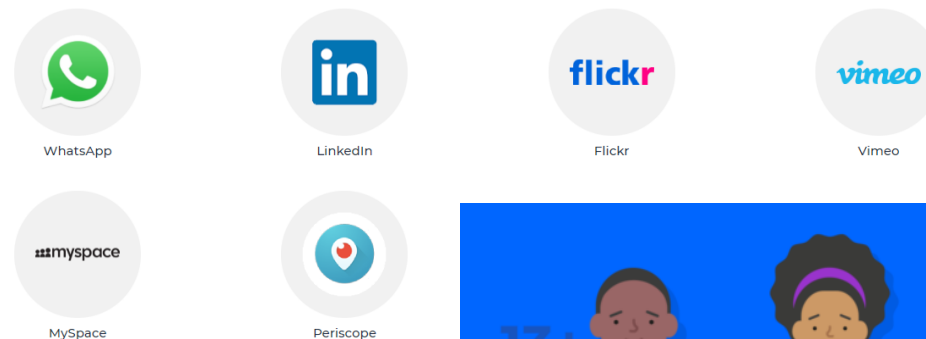 in
flickr
vimeo
WhatsApp
LinkedIn
Flickr
Vimeo
myspace
MySpace
Periscope